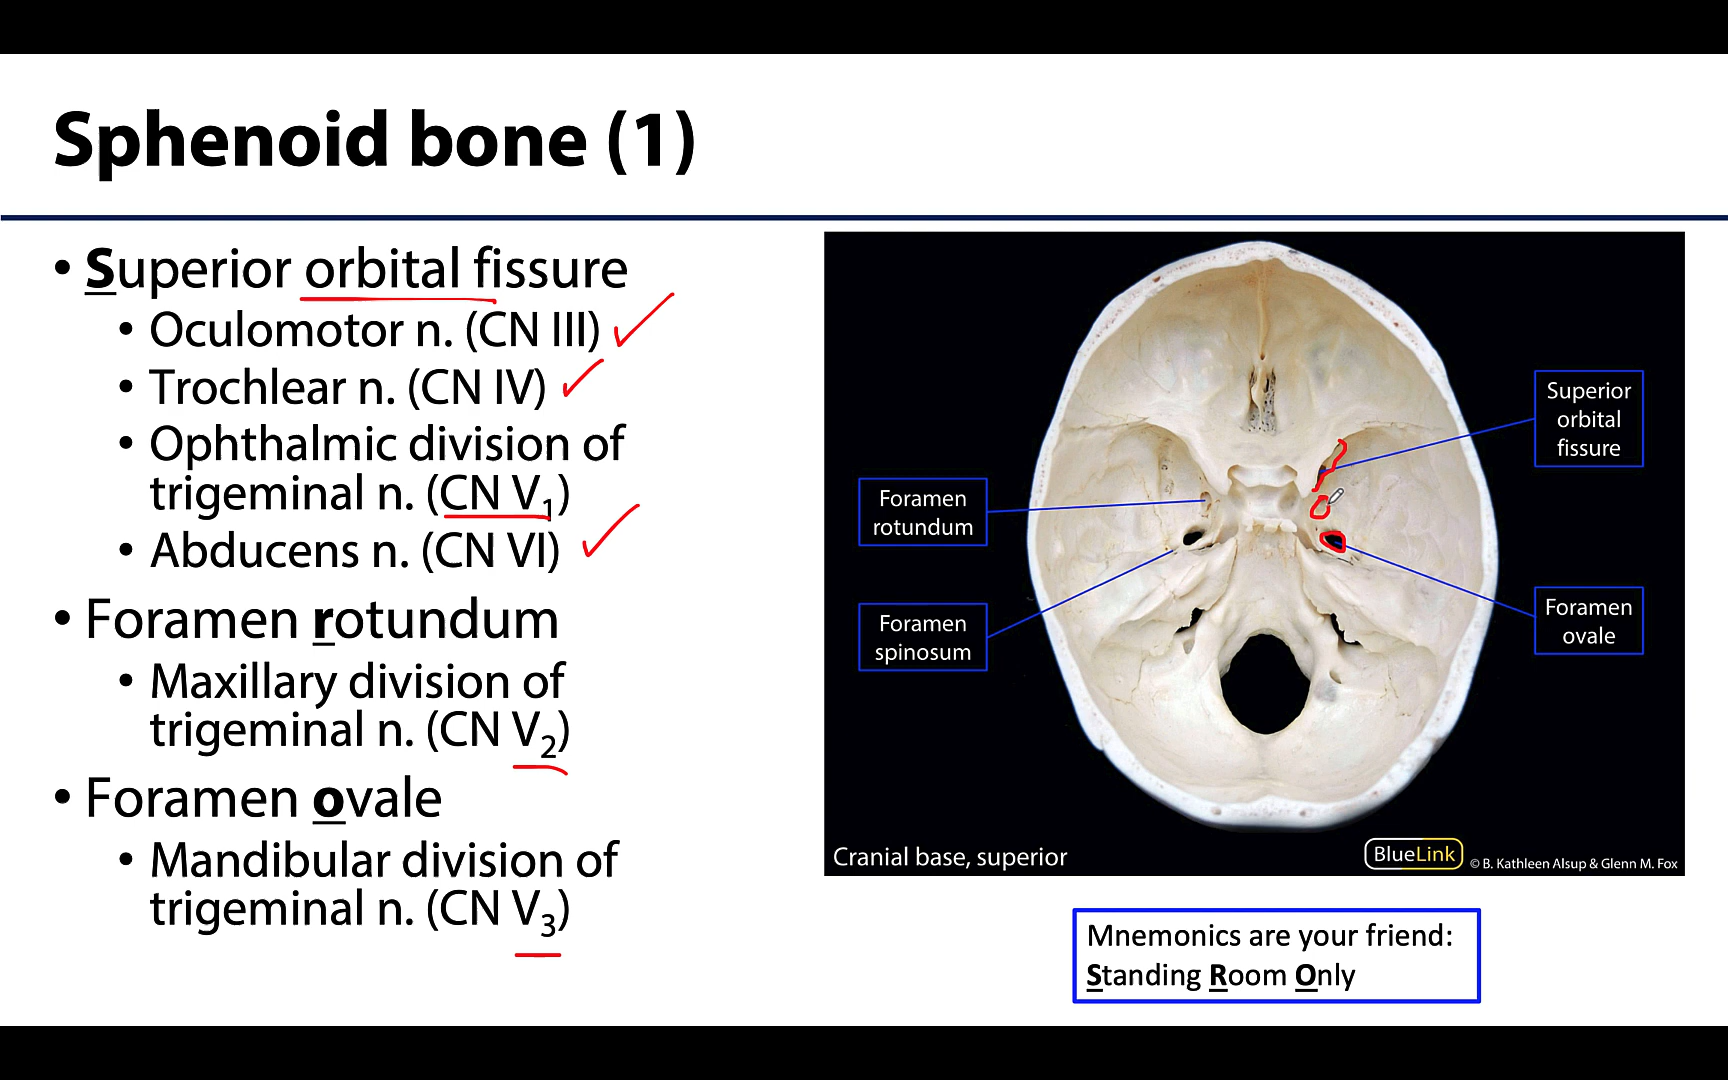 Sphenoid bone (1)
• Superior orbital fissure
• Oculomotor n. (CN III)
• Trochlear n. (CN IV)
• Ophthalmic division of
trigeminal n. (CN V₁)
• Abducens n. (CN VI)
• Foramen rotundum
• Maxillary division of
trigeminal n. (CN V₂)
• Foramen ovale
• Mandibular division of
trigeminal n. (CN V₃)
Superior
orbital
fissure
Foramen
rotundum
Foramen
spinosum
Foramen
ovale
Cranial base, superior
BlueLink
© B. Kathleen Alsup & Glenn M. Fox
Mnemonics are your friend:
Standing Room Only